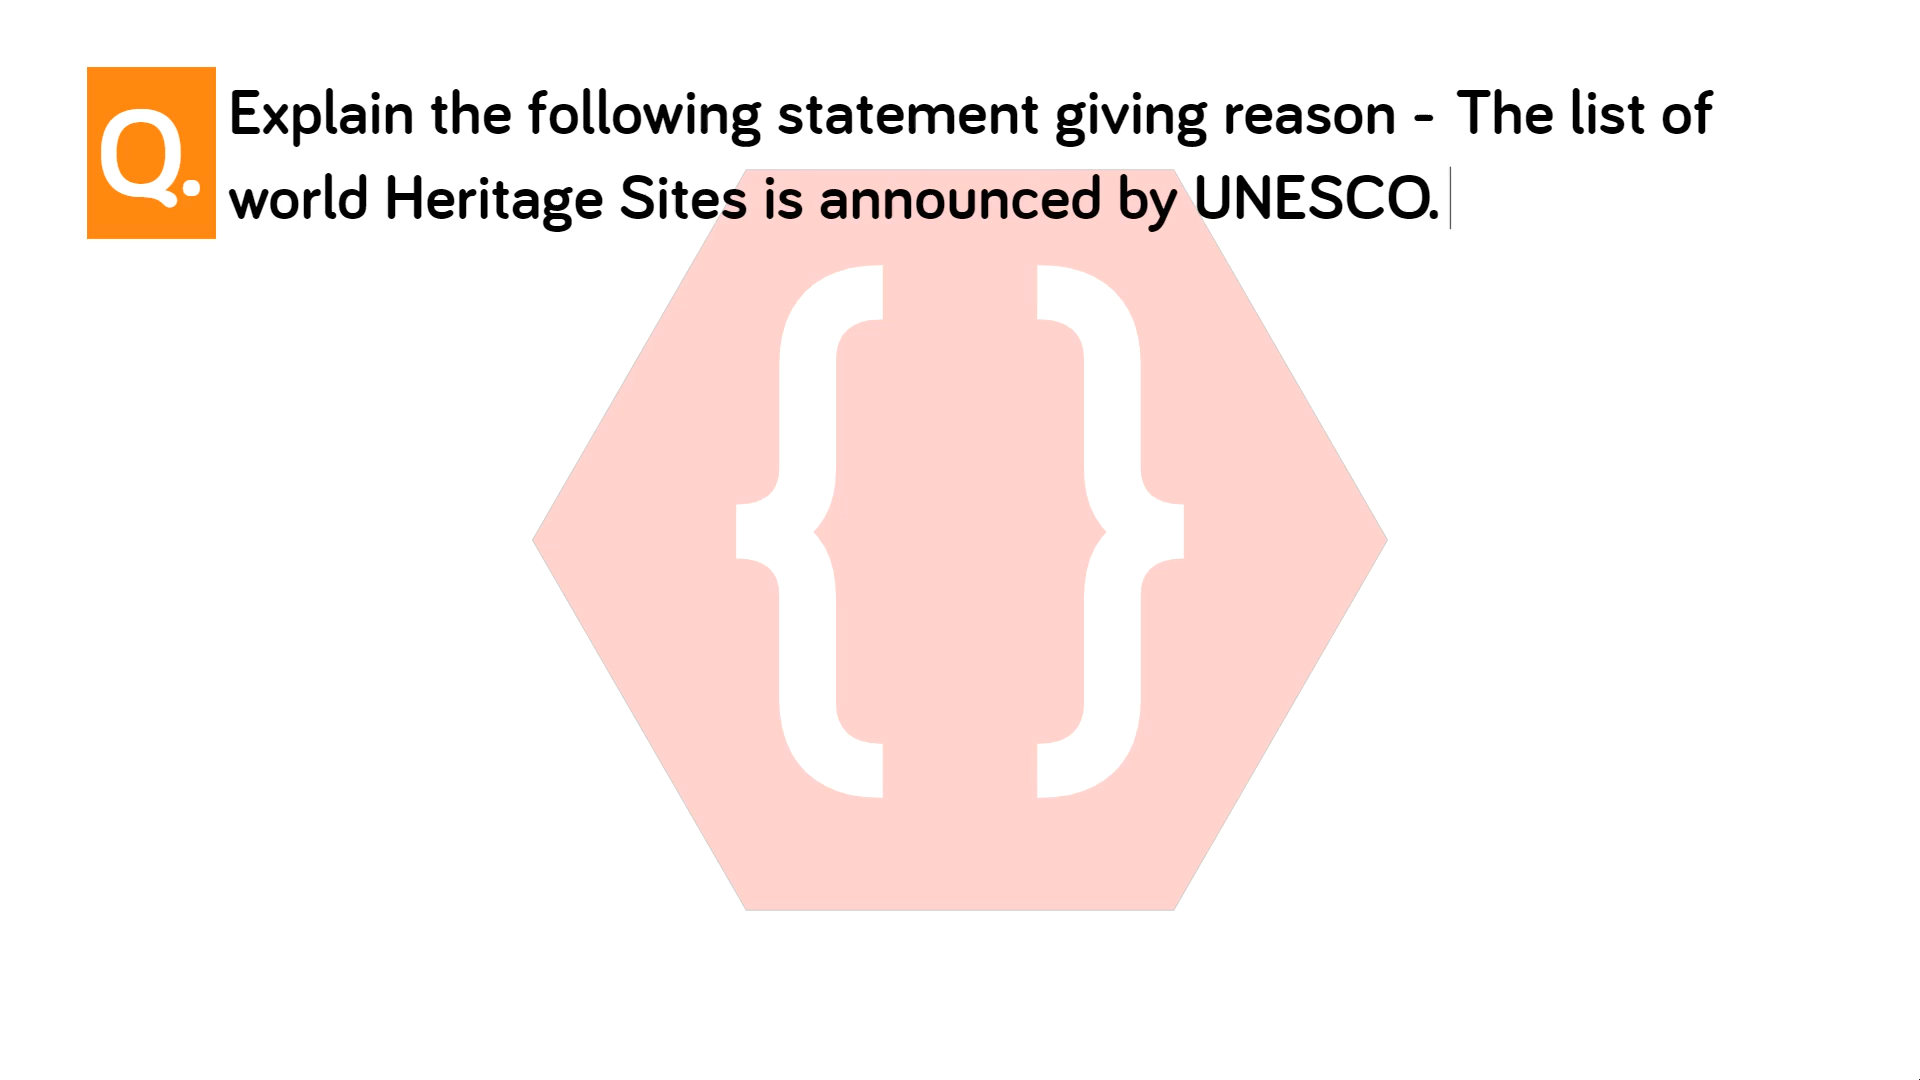 Q. Explain the following statement giving reason - The list of
world Heritage Sites is announced by UNESCO.
{ }